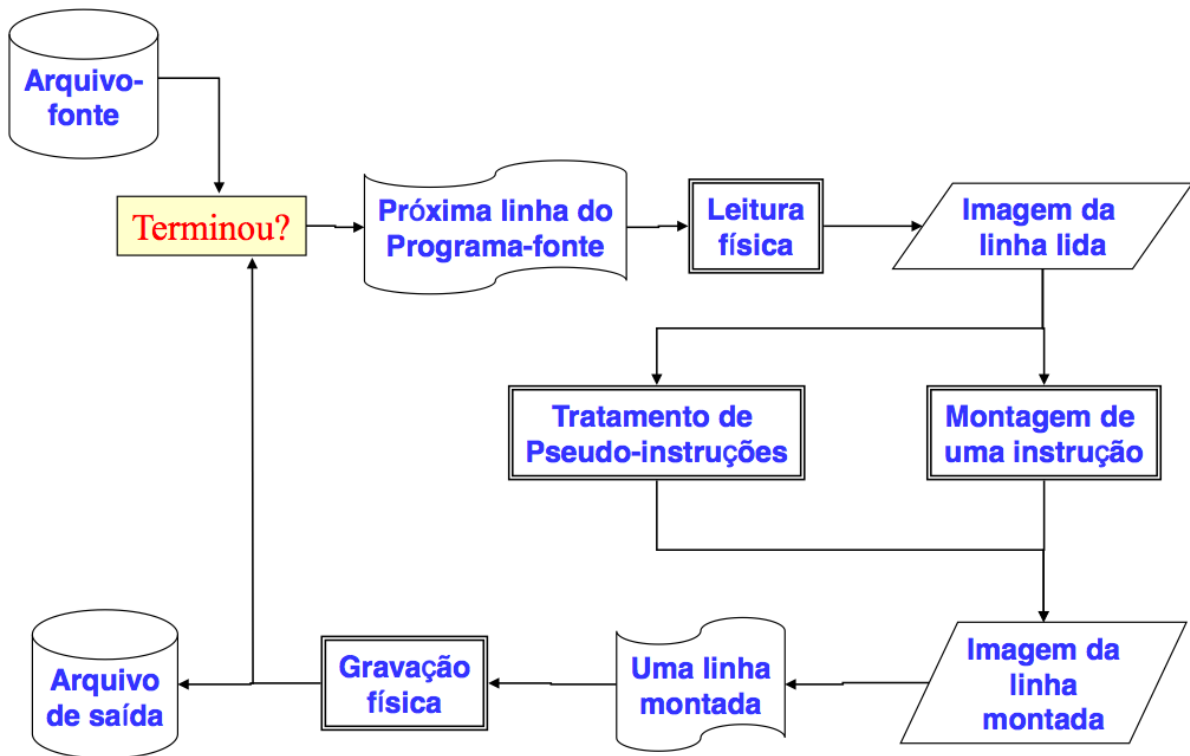 Arquivo-
fonte
Terminou?
Próxima linha do
Programa-fonte
Leitura
física
Imagem da
linha lida
Tratamento de
Pseudo-instruções
Montagem de
uma instrução
Imagem da
linha
montada
Uma linha
montada
Gravação
física
Arquivo
de saída